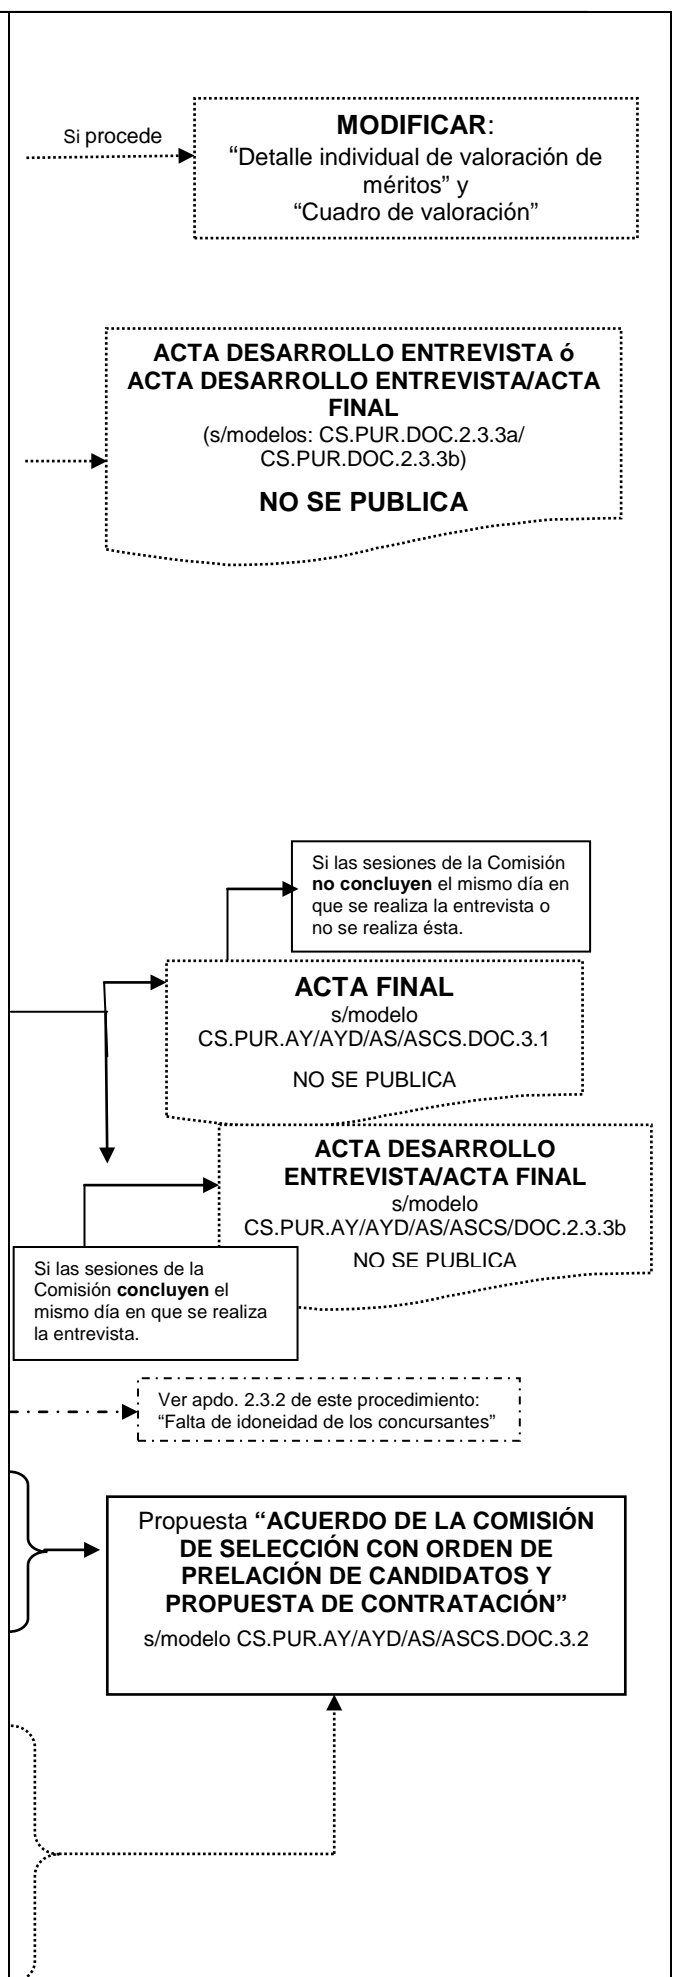 Si procede
MODIFICAR:
“Detalle individual de valoración de
méritos” y
“Cuadro de valoración”
ACTA DESARROLLO ENTREVISTA ó
ACTA DESARROLLO ENTREVISTA/ACTA
FINAL
(s/modelos: CS.PUR.DOC.2.3.3a/
CS.PUR.DOC.2.3.3b)
NO SE PUBLICA
Si las sesiones de la Comisión
no concluyen el mismo día en
que se realiza la entrevista o
no se realiza ésta.
ACTA FINAL
s/modelo
CS.PUR.AY/AYD/AS/ASCS.DOC.3.1
NO SE PUBLICA
ACTA DESARROLLO
ENTREVISTA/ACTA FINAL
s/modelo
CS.PUR.AY/AYD/AS/ASCS/DOC.2.3.3b
NO SE PUBLICA
Si las sesiones de la
Comisión concluyen el
mismo día en que se realiza
la entrevista.
Ver apdo. 2.3.2 de este procedimiento:
“Falta de idoneidad de los concursantes”
Propuesta “ACUERDO DE LA COMISIÓN
DE SELECCIÓN CON ORDEN DE
PRELACIÓN DE CANDIDATOS Y
PROPUESTA DE CONTRATACIÓN”
s/modelo CS.PUR.AY/AYD/AS/ASCS.DOC.3.2